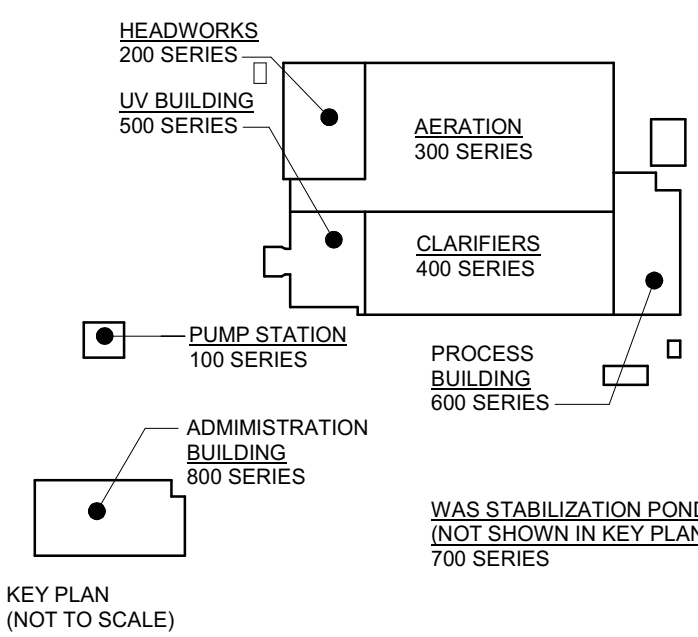 HEADWORKS
200 SERIES
UV BUILDING
500 SERIES
AERATION
300 SERIES
CLARIFIERS
400 SERIES
PUMP STATION
100 SERIES
PROCESS
BUILDING
600 SERIES
ADMIMISTRATION
BUILDING
800 SERIES
WAS STABILIZATION POND
(NOT SHOWN IN KEY PLAN
700 SERIES
KEY PLAN
(NOT TO SCALE)